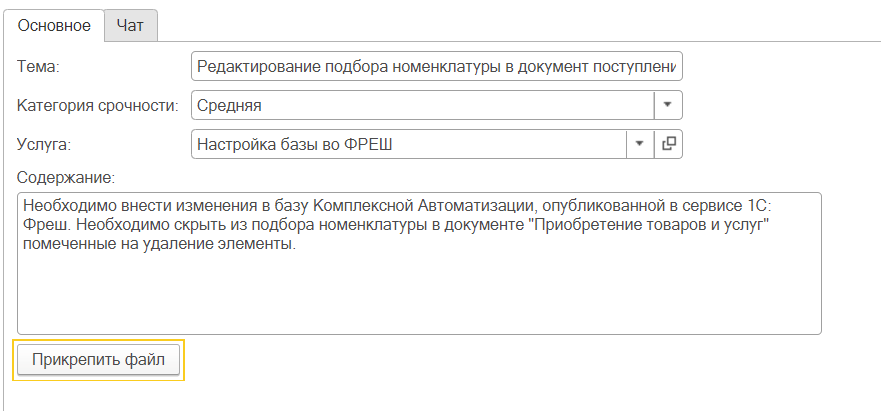 Основное Чат
Тема: Редактирование подбора номенклатуры в документ поступлени
Категория срочности: Средняя
Услуга: Настройка базы во ФРЕШ
Содержание:
Необходимо внести изменения в базу Комплексной Автоматизации, опубликованной в сервисе 1С:
Фреш. Необходимо скрыть из подбора номенклатуры в документе "Приобретение товаров и услуг"
помеченные на удаление элементы.
Прикрепить файл